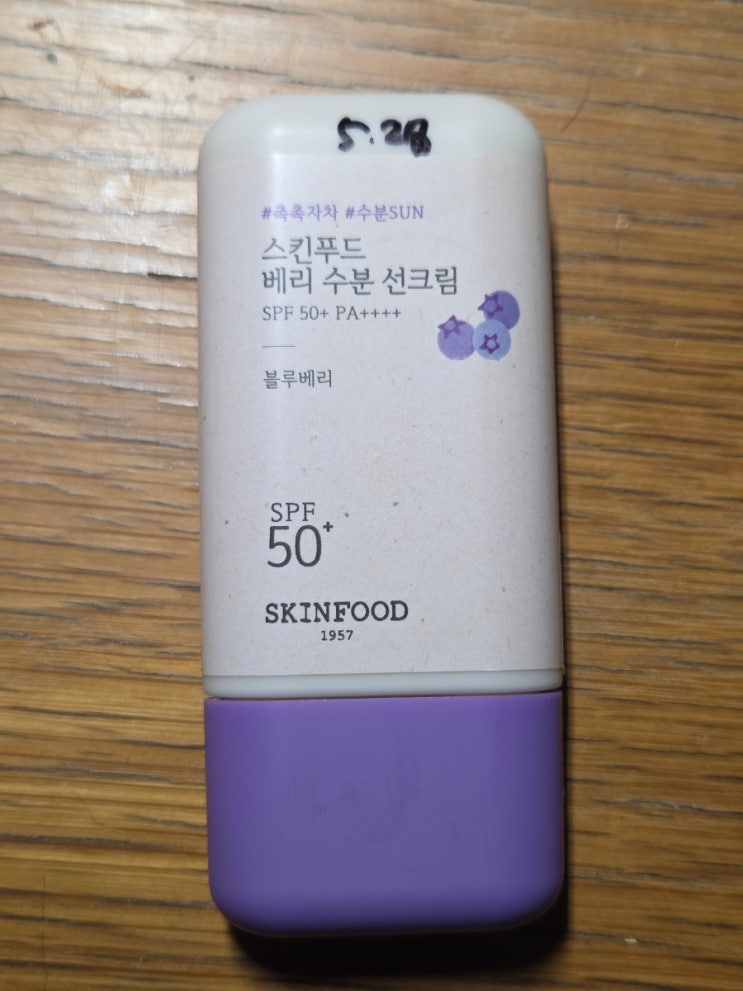 5.28
#촉촉자차 #수분SUN
스킨푸드
베리 수분 선크림
SPF 50+ PA++++
블루베리
SPF
50+
SKINFOOD
1957